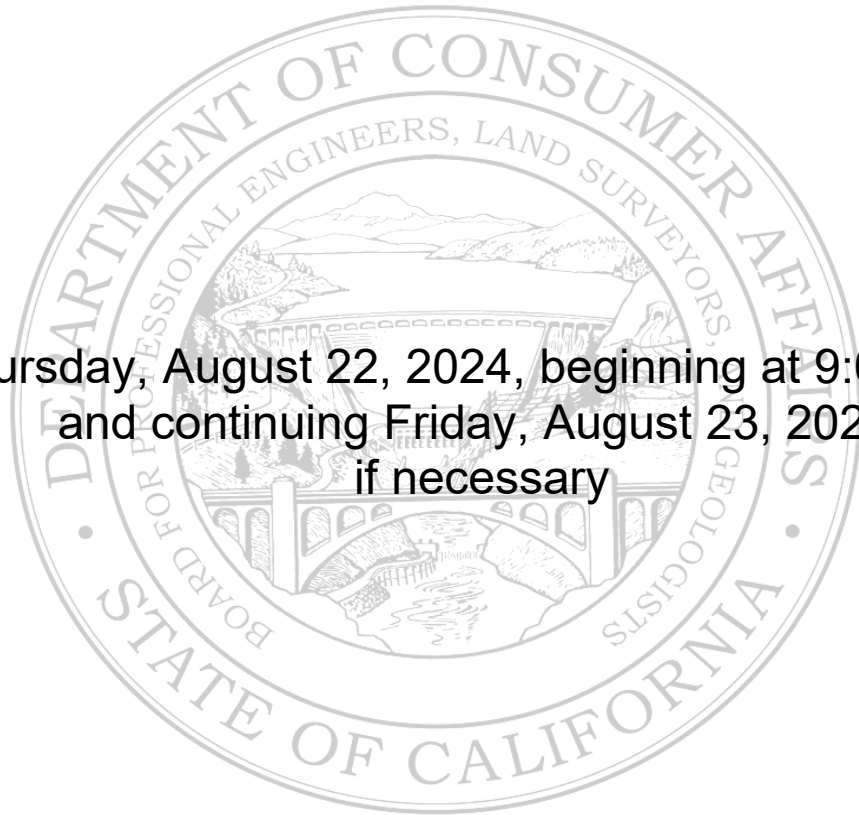 DEPARTMENT OF CONSUMER AFFAIRS
BOARD FOR PROFESSIONAL ENGINEERS, LAND SURVEYORS, AND GEOLOGISTS
ursday, August 22, 2024, beginning at 9:0
and continuing Friday, August 23, 202
if necessary
• STATE OF CALIFORNIA •